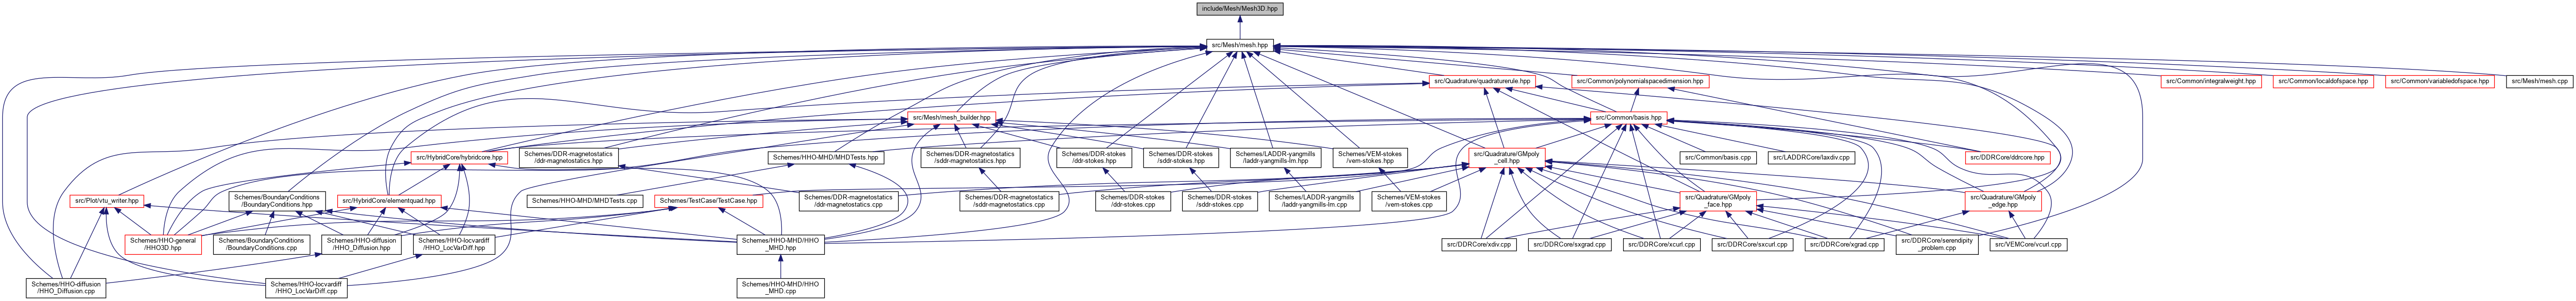 include/Mesh/Mesh3D.hpp
src/Mesh/mesh.hpp
src/Quadrature/quadraturerule.hpp
src/Common/polynomialspacedimension.hpp
src/Common/integralweight.hpp
src/Common/localdofspace.hpp
src/Common/variabledofspace.hpp
src/Mesh/mesh.cpp
src/Mesh/mesh_builder.hpp
src/Common/basis.hpp
src/HybridCore/hybridcore.hpp
Schemes/DDR-magnetostatics
/ddr-magnetostatics.hpp
Schemes/HHO-MHD/MHDTests.hpp
Schemes/DDR-magnetostatics
/sddr-magnetostatics.hpp
Schemes/DDR-stokes
/ddr-stokes.hpp
Schemes/DDR-stokes
/sddr-stokes.hpp
Schemes/LADDR-yangmills
/laddr-yangmills-lm.hpp
Schemes/VEM-stokes
/vem-stokes.hpp
src/Quadrature/GMpoly
_cell.hpp
src/Common/basis.cpp
src/LADDRCore/laxdiv.cpp
src/DDRCore/ddrcore.hpp
src/Plot/vtu_writer.hpp
Schemes/BoundaryConditions
/BoundaryConditions.hpp
src/HybridCore/elementquad.hpp
Schemes/HHO-MHD/MHDTests.cpp
Schemes/TestCase/TestCase.hpp
Schemes/DDR-magnetostatics
/ddr-magnetostatics.cpp
Schemes/DDR-magnetostatics
/sddr-magnetostatics.cpp
Schemes/DDR-stokes
/ddr-stokes.cpp
Schemes/DDR-stokes
/sddr-stokes.cpp
Schemes/LADDR-yangmills
/laddr-yangmills-lm.cpp
Schemes/VEM-stokes
/vem-stokes.cpp
src/Quadrature/GMpoly
_face.hpp
src/Quadrature/GMpoly
_edge.hpp
Schemes/HHO-general
/HHO3D.hpp
Schemes/BoundaryConditions
/BoundaryConditions.cpp
Schemes/HHO-diffusion
/HHO_Diffusion.hpp
Schemes/HHO-locvardiff
/HHO_LocVarDiff.hpp
Schemes/HHO-MHD/HHO
_MHD.hpp
src/DDRCore/xdiv.cpp
src/DDRCore/sxgrad.cpp
src/DDRCore/xcurl.cpp
src/DDRCore/sxcurl.cpp
src/DDRCore/xgrad.cpp
src/DDRCore/serendipity
_problem.cpp
src/VEMCore/vcurl.cpp
Schemes/HHO-diffusion
/HHO_Diffusion.cpp
Schemes/HHO-locvardiff
/HHO_LocVarDiff.cpp
Schemes/HHO-MHD/HHO
_MHD.cpp